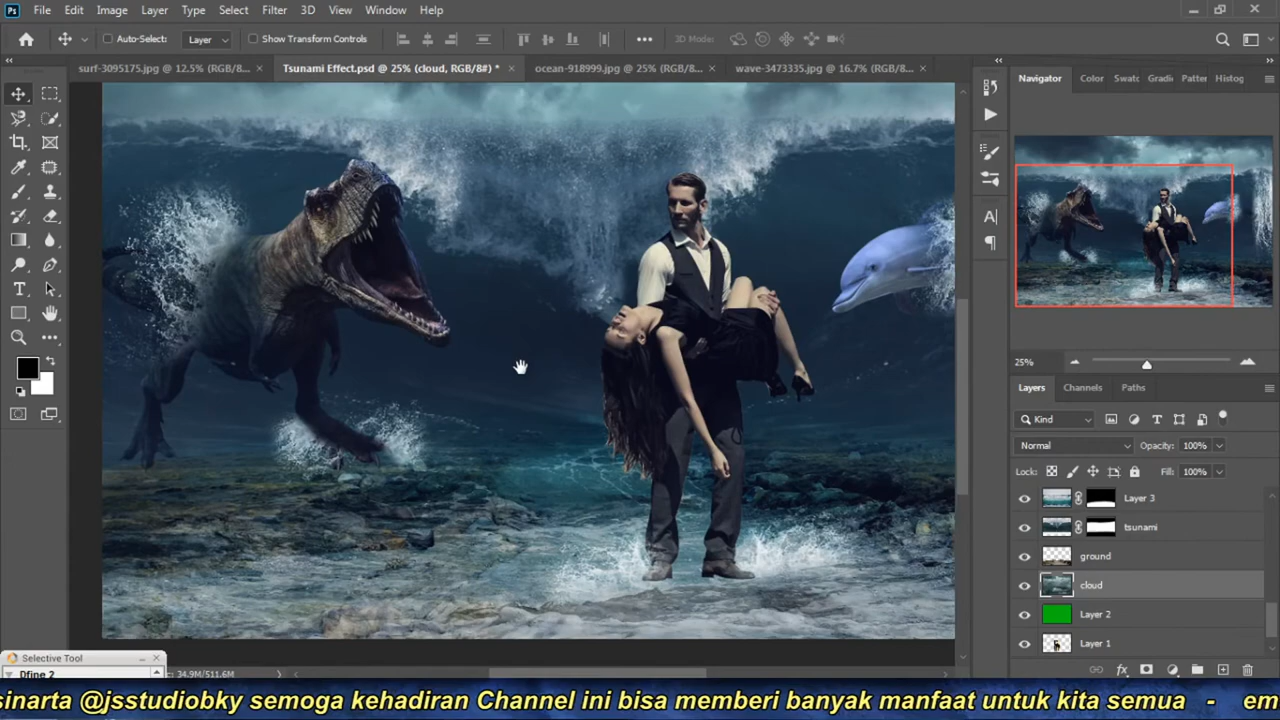 Ps File Edit Image Layer Type Select Filter 3D View Window Help
Auto-Select: Layer Show Transform Controls 3D Mode:
surf-3095175.jpg @ 12.5% (RGB/8... × Tsunami Effect.psd @ 25% (cloud, RGB/8#) * × ocean-918999.jpg @ 25% (RGB/8... × wave-3473335.jpg @ 16.7% (RGB/8... ×
Navigator Color Swatc Gradi Patter Histog
25%
Layers Channels Paths
Kind
Normal Opacity: 100%
Lock: Fill: 100%
Layer 3
tsunami
ground
cloud
Layer 2
Layer 1
Selective Tool
Dfine 2
: 34.9M/511.6M
sinarta @jsstudiobky semoga kehadiran Channel ini bisa memberi banyak manfaat untuk kita semua - em